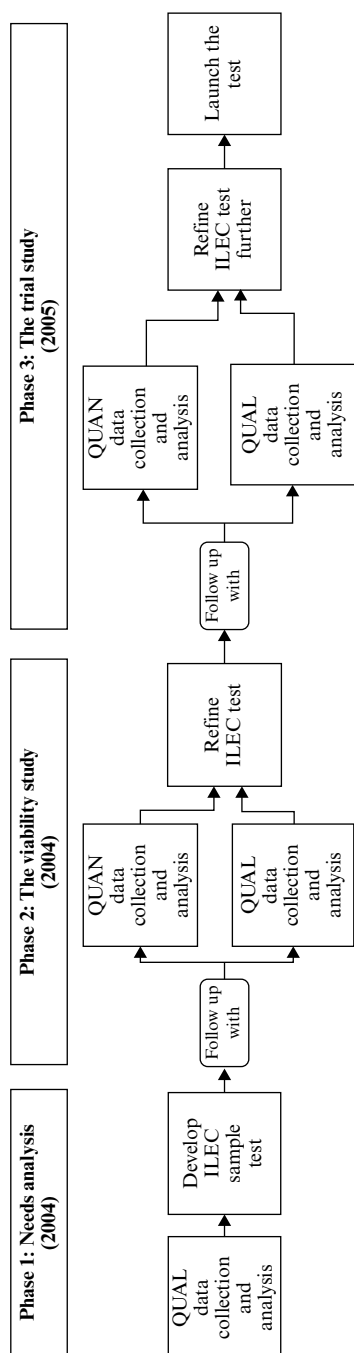 Phase 1: Needs analysis
(2004)
QUAL
data
collection
and
analysis
Develop
ILEC
sample
test
Phase 2: The viability study
(2004)
Follow up
with
QUAN
data
collection
and
analysis
QUAL
data
collection
and
analysis
Refine
ILEC test
Phase 3: The trial study
(2005)
Follow up
with
QUAN
data
collection
and
analysis
QUAL
data
collection
and
analysis
Refine
ILEC test
further
Launch the
test